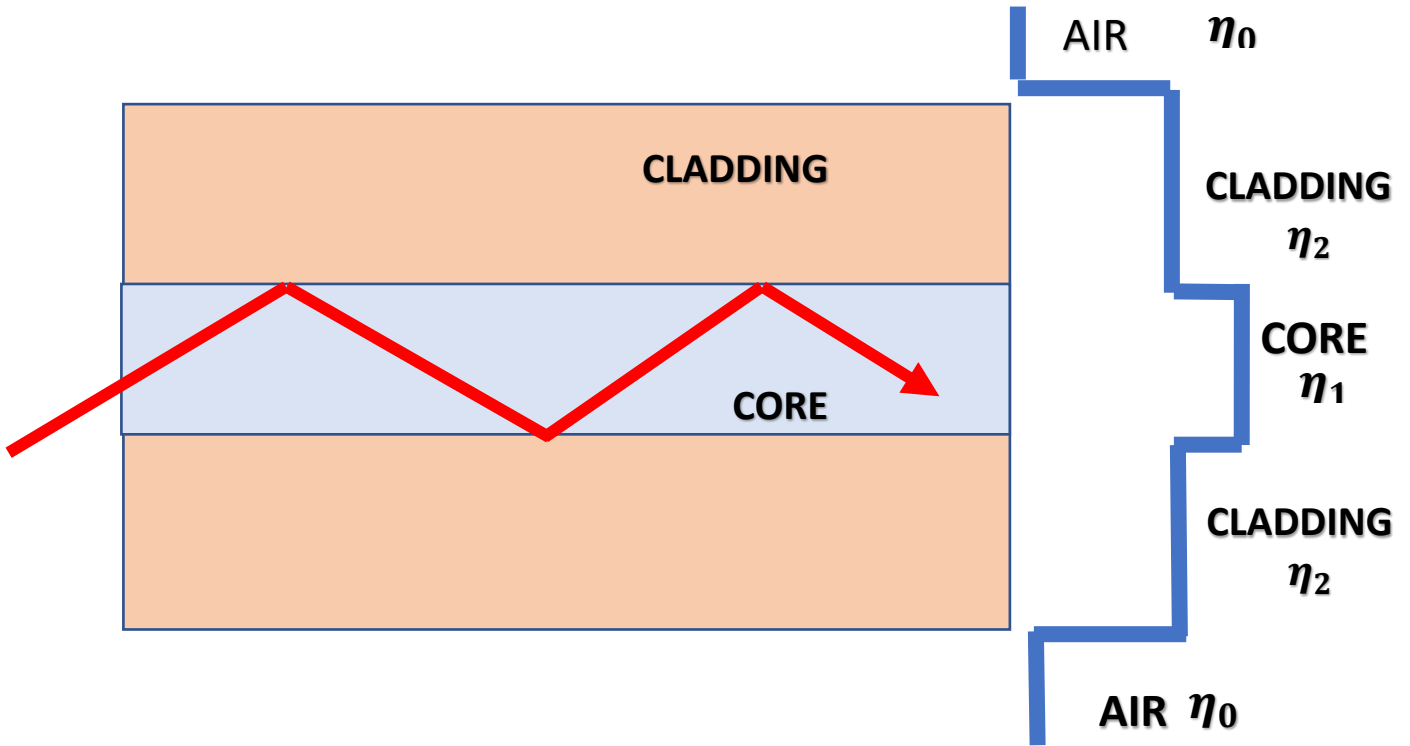 AIR η₀
CLADDING
CLADDING
η₂
CORE
η₁
CORE
CLADDING
η₂
AIR η₀